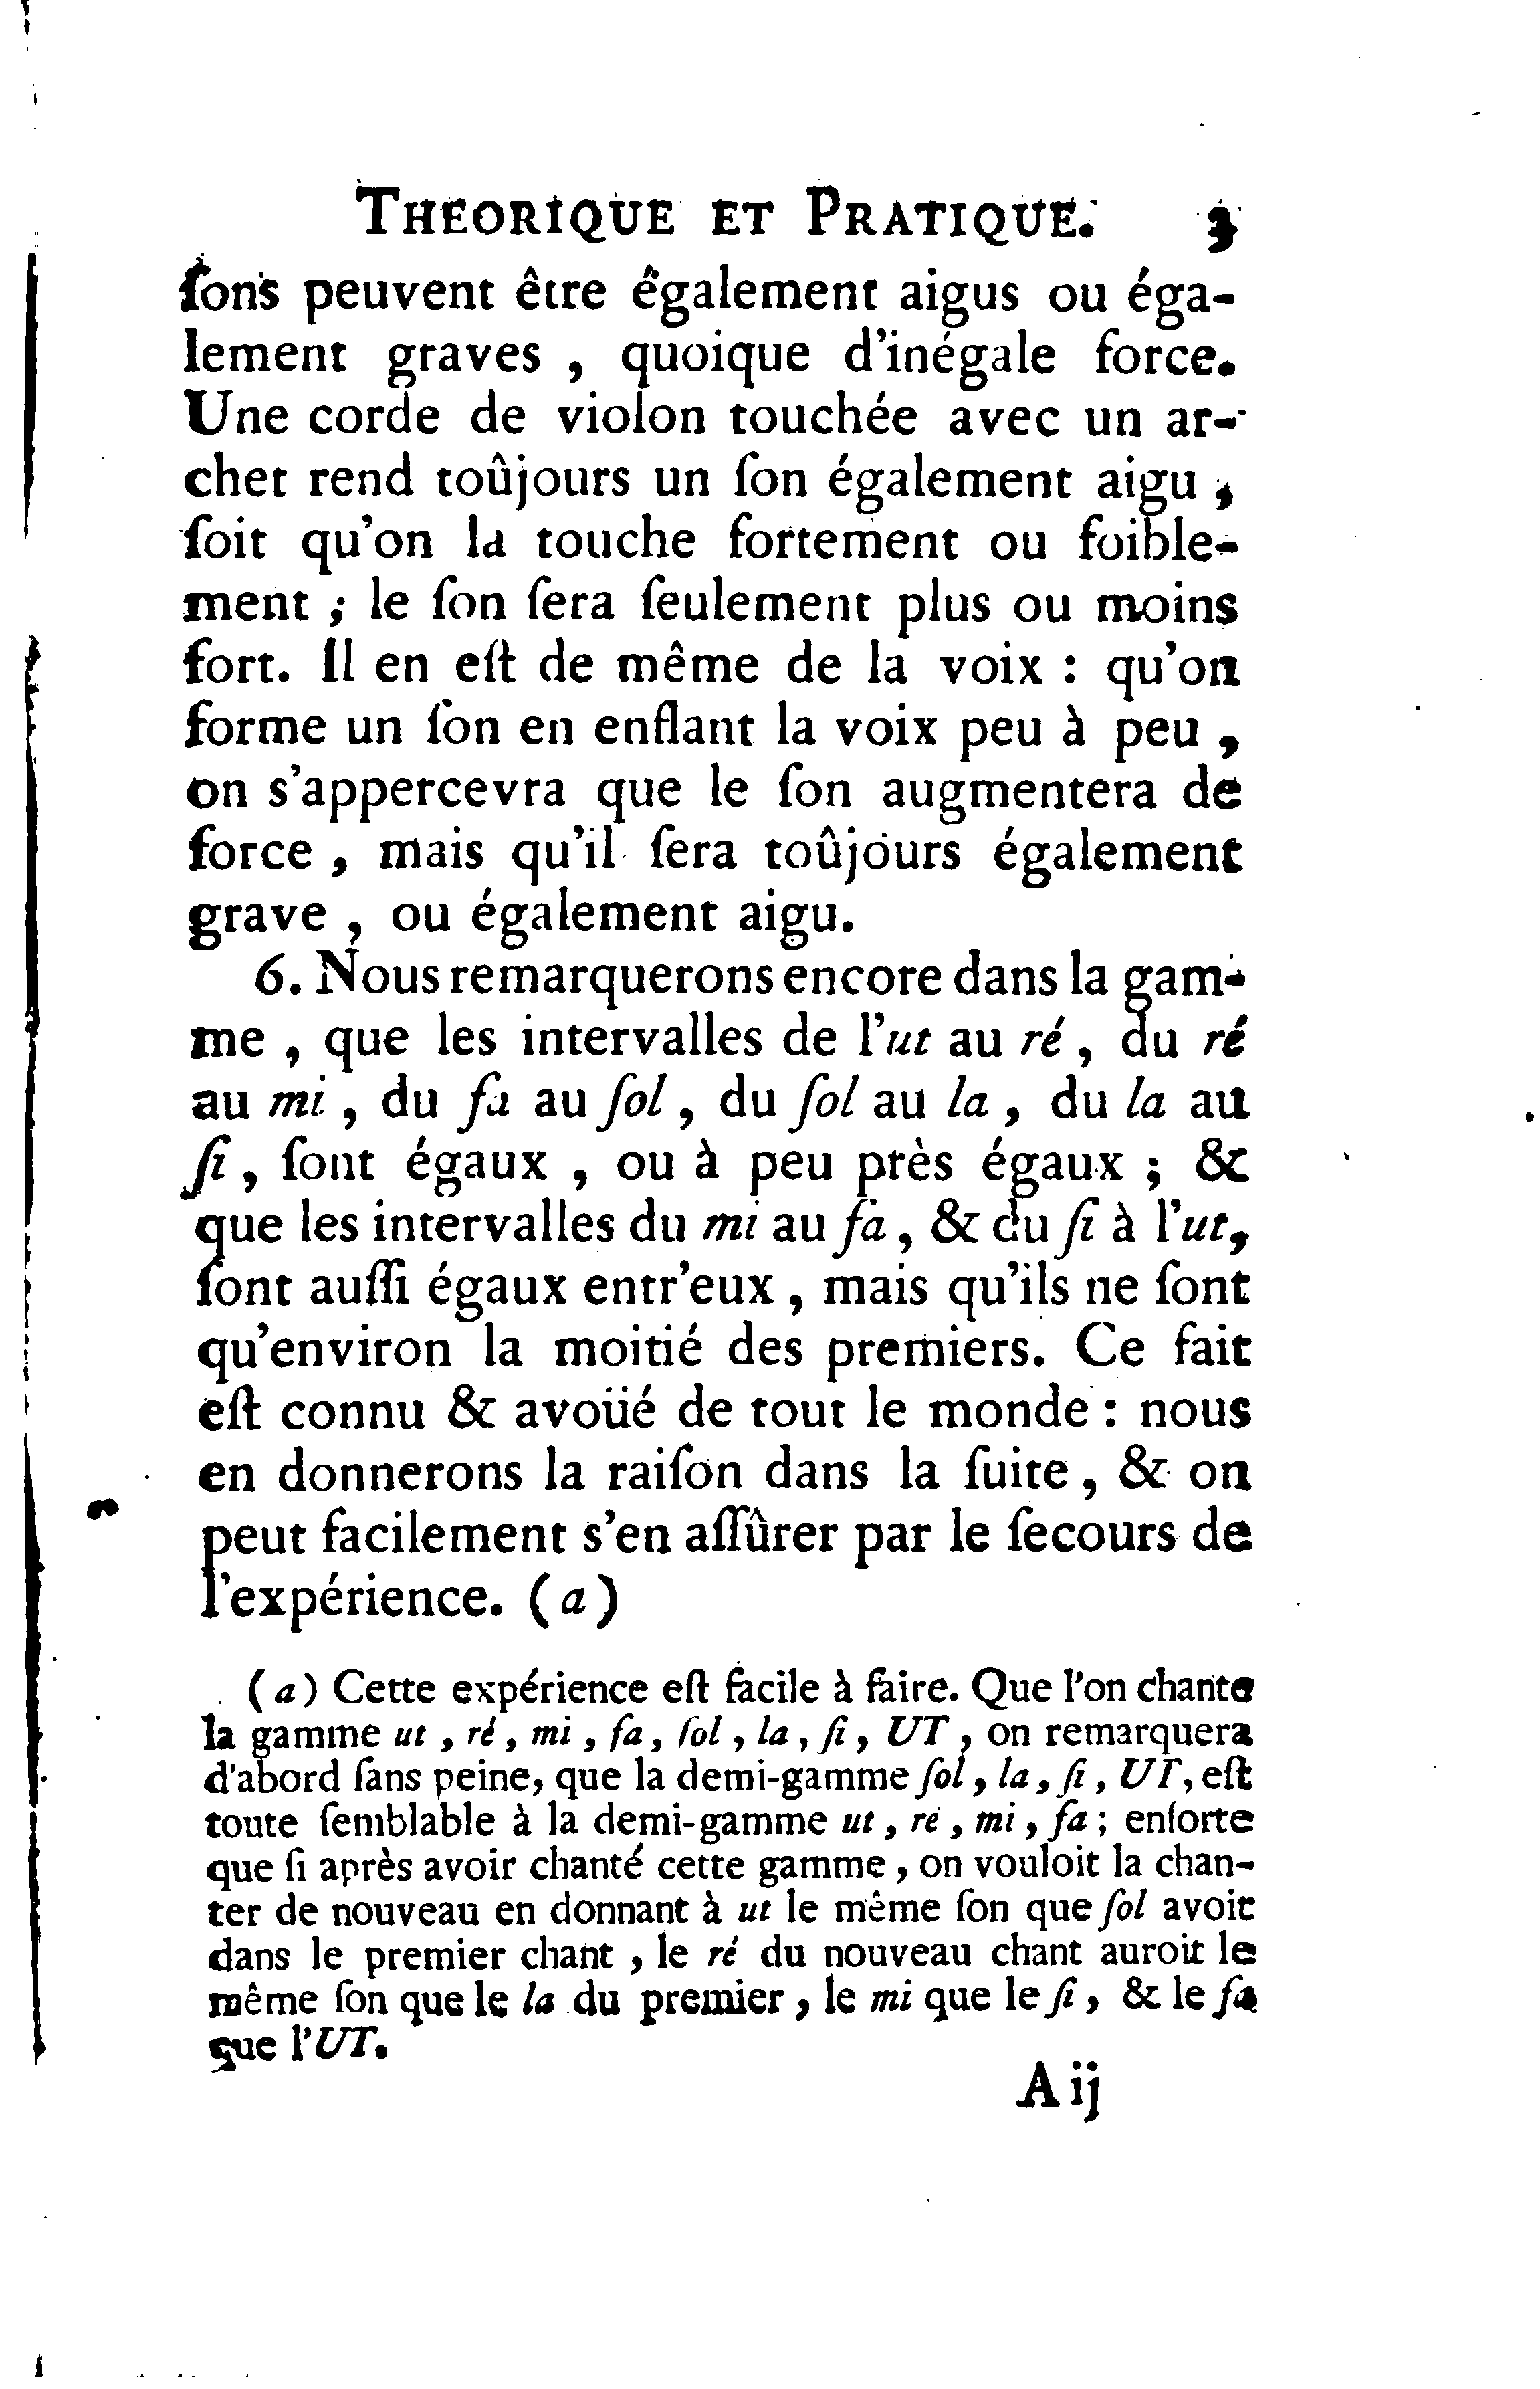 THEORIQUE ET PRATIQUE. 3
ſons peuvent être également aigus ou éga-
lement graves , quoique d'inégale force.
Une corde de violon touchée avec un ar-
chet rend toûjours un ſon également aigu ,
ſoit qu'on la touche fortement ou foible-
ment ; le ſon ſera ſeulement plus ou moins
fort. Il en eſt de même de la voix : qu'on
forme un ſon en enflant la voix peu à peu ,
on s'appercevra que le ſon augmentera de
force , mais qu'il ſera toûjours également
grave , ou également aigu.
6. Nous remarquerons encore dans la gam-
me , que les intervalles de l'ut au ré , du ré
au mi , du fa au ſol , du ſol au la , du la au
ſi , ſont égaux , ou à peu près égaux ; &
que les intervalles du mi au fa , & du ſi à l'ut,
ſont auſſi égaux entr'eux , mais qu'ils ne ſont
qu'environ la moitié des premiers. Ce fait
eſt connu & avoüé de tout le monde : nous
en donnerons la raiſon dans la ſuite , & on
peut facilement s'en aſſûrer par le ſecours de
l'expérience. (a)
(a) Cette expérience eſt facile à faire. Que l'on chante
la gamme ut , ré , mi , fa , ſol , la , ſi , UT , on remarquera
d'abord ſans peine, que la demi-gamme ſol , la , ſi , UT, eſt
toute ſemblable à la demi-gamme ut , ré , mi , fa ; enſorte
que ſi après avoir chanté cette gamme , on vouloit la chan-
ter de nouveau en donnant à ut le même ſon que ſol avoit
dans le premier chant , le ré du nouveau chant auroit le
même ſon que le la du premier , le mi que le ſi , & le fa
que l'UT.
A ij